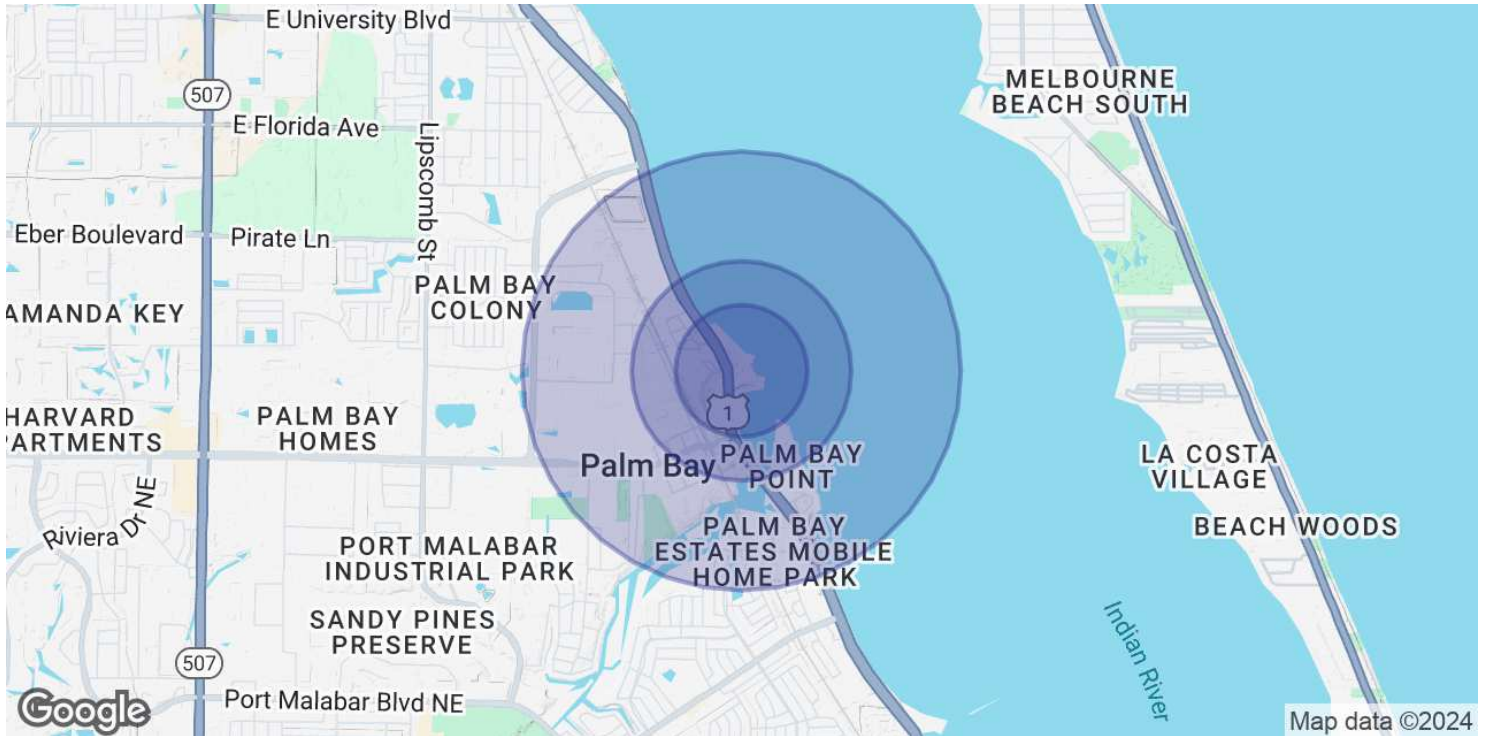 E University Blvd
507
E Florida Ave
Lipscomb St
MELBOURNE
BEACH SOUTH
Eber Boulevard
Pirate Ln
PALM BAY
COLONY
AMANDA KEY
HARVARD
PARTMENTS
PALM BAY
HOMES
1
Palm Bay
PALM BAY
POINT
LA COSTA
VILLAGE
Riviera Dr NE
PORT MALABAR
INDUSTRIAL PARK
PALM BAY
ESTATES MOBILE
HOME PARK
BEACH WOODS
SANDY PINES
PRESERVE
Indian River
507
Port Malabar Blvd NE
Google
Map data ©2024